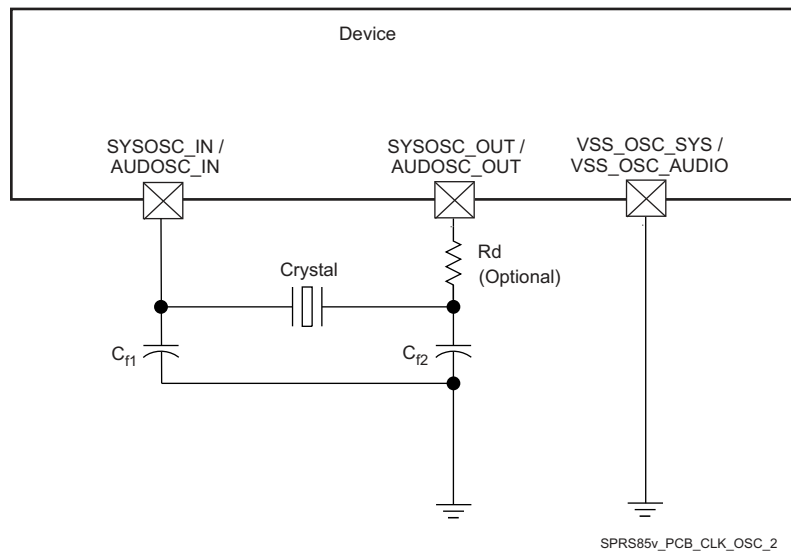 Device
SYSOSC_IN /
AUDOSC_IN
SYSOSC_OUT /
AUDOSC_OUT
VSS_OSC_SYS /
VSS_OSC_AUDIO
Rd
(Optional)
Crystal
Cf1
Cf2
SPRS85v_PCB_CLK_OSC_2